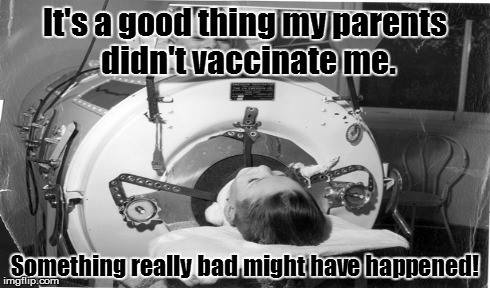 It's a good thing my parents
didn't vaccinate me.
Something really bad might have happened!
imgflip.com